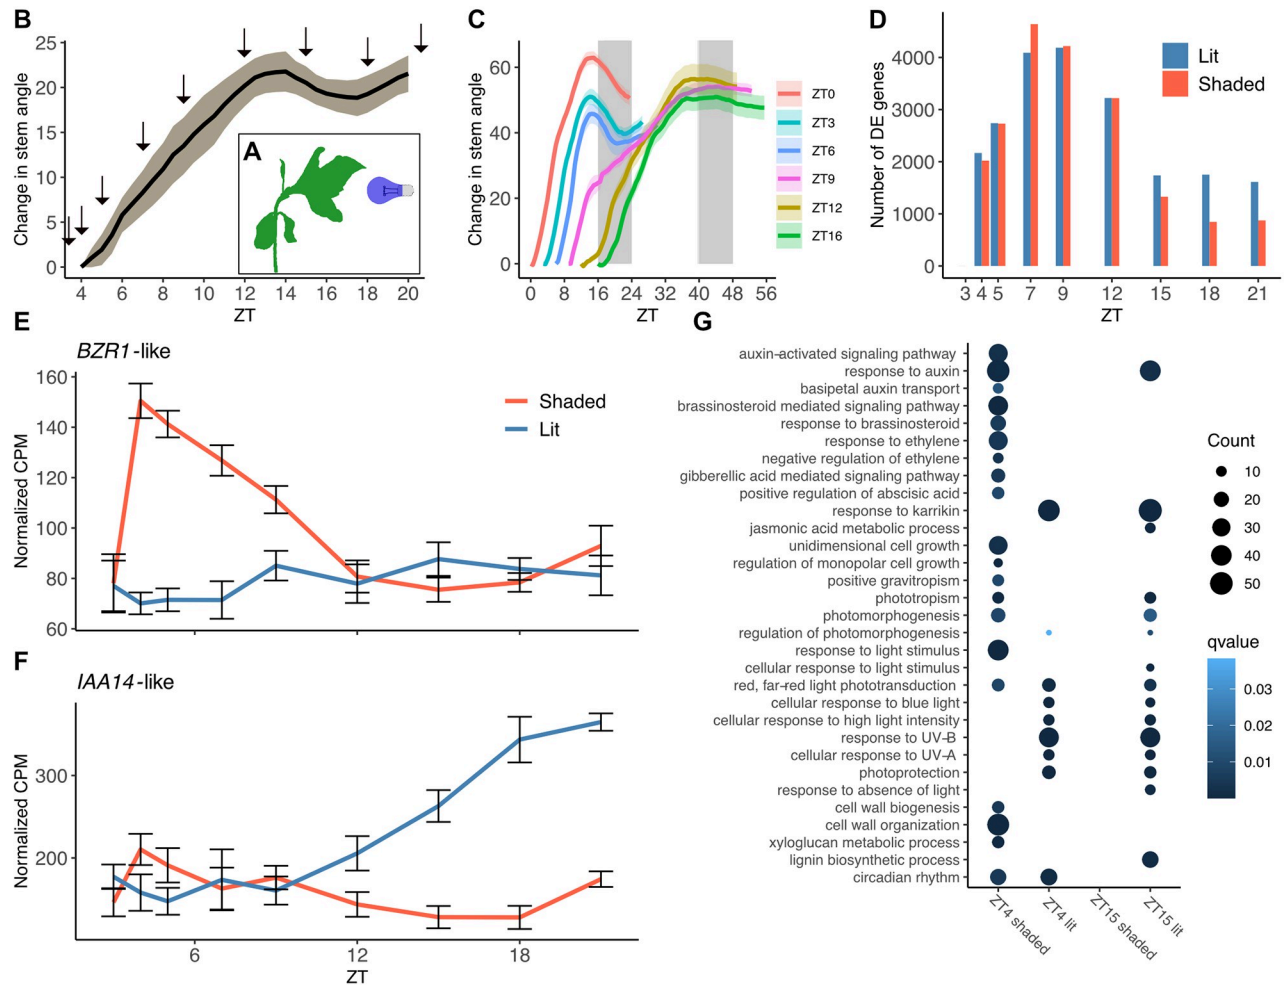 B
Change in stem angle
25
20
15
10
5
0
4 6 8 10 12 14 16 18 20
ZT
A
C
Change in stem angle
60
40
20
0
0 8 16 24 32 40 48 56
ZT
ZT0
ZT3
ZT6
ZT9
ZT12
ZT16
D
Number of DE genes
4000
3000
2000
1000
0
3 4 5 7 9 12 15 18 21
ZT
Lit
Shaded
E
BZR1-like
Normalized CPM
160
140
120
100
80
60
Shaded
Lit
F
IAA14-like
Normalized CPM
300
200
6 12 18
ZT
G
auxin-activated signaling pathway
response to auxin
basipetal auxin transport
brassinosteroid mediated signaling pathway
response to brassinosteroid
response to ethylene
negative regulation of ethylene
gibberellic acid mediated signaling pathway
positive regulation of abscisic acid
response to karrikin
jasmonic acid metabolic process
unidimensional cell growth
regulation of monopolar cell growth
positive gravitropism
phototropism
photomorphogenesis
regulation of photomorphogenesis
response to light stimulus
cellular response to light stimulus
red, far-red light phototransduction
cellular response to blue light
cellular response to high light intensity
response to UV-B
cellular response to UV-A
photoprotection
response to absence of light
cell wall biogenesis
cell wall organization
xyloglucan metabolic process
lignin biosynthetic process
circadian rhythm
ZT4 shaded
ZT4 lit
ZT15 shaded
ZT15 lit
Count
10
20
30
40
50
qvalue
0.03
0.02
0.01